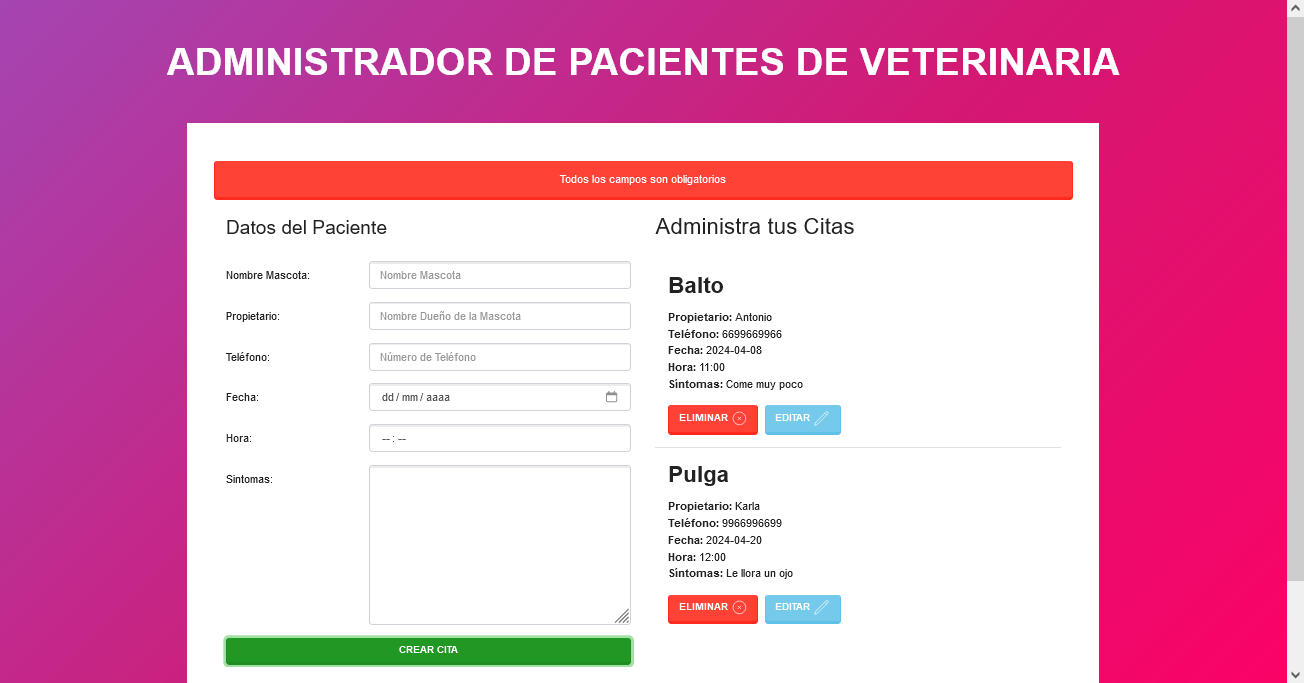 ADMINISTRADOR DE PACIENTES DE VETERINARIA
Todos los campos son obligatorios
Datos del Paciente
Nombre Mascota:
Nombre Mascota
Propietario:
Nombre Dueño de la Mascota
Teléfono:
Número de Teléfono
Fecha:
dd / mm / aaaa
Hora:
-- : --
Sintomas:
CREAR CITA
Administra tus Citas
Balto
Propietario: Antonio
Teléfono: 6699669966
Fecha: 2024-04-08
Hora: 11:00
Síntomas: Come muy poco
ELIMINAR
EDITAR
Pulga
Propietario: Karla
Teléfono: 9966996699
Fecha: 2024-04-20
Hora: 12:00
Síntomas: Le llora un ojo
ELIMINAR
EDITAR